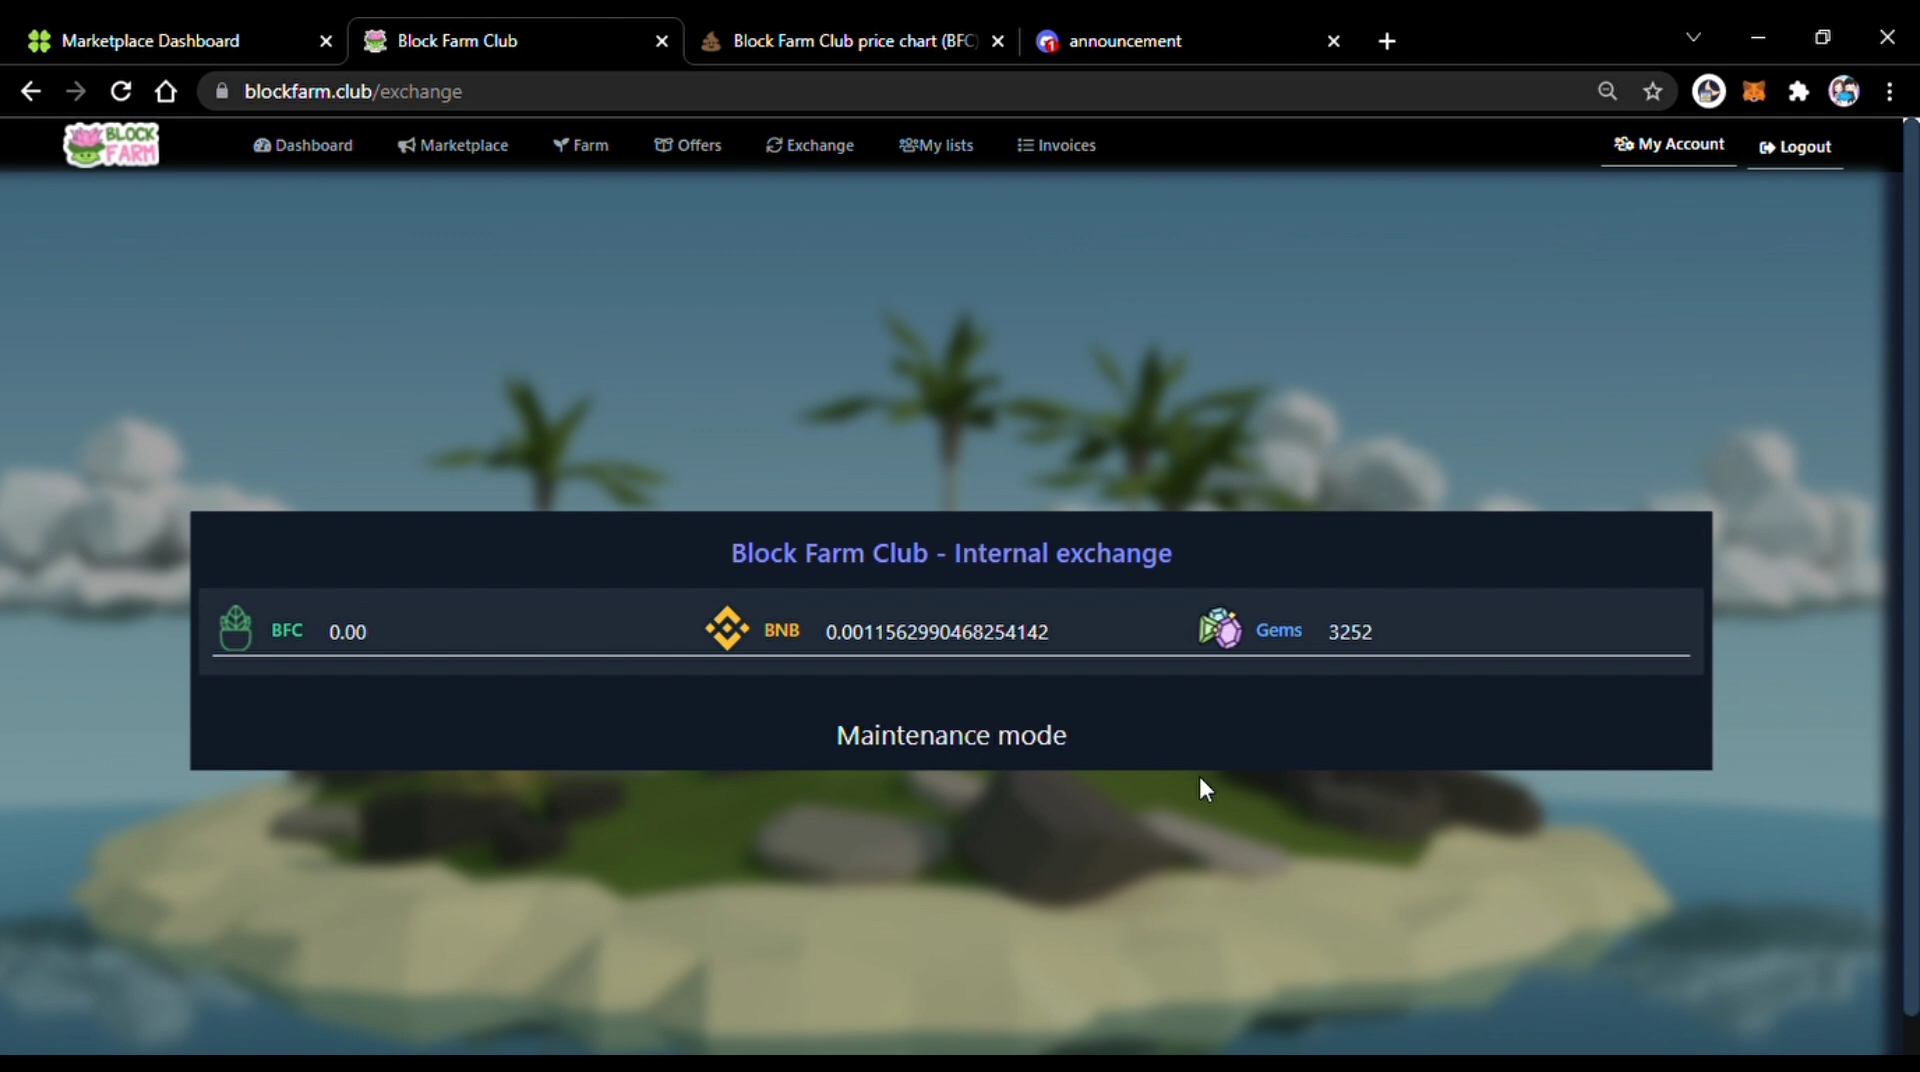 Marketplace Dashboard
Block Farm Club
Block Farm Club price chart (BFC)
announcement
blockfarm.club/exchange
BLOCK FARM
Dashboard
Marketplace
Farm
Offers
Exchange
My lists
Invoices
My Account
Logout
Block Farm Club - Internal exchange
BFC 0.00
BNB 0.0011562990468254142
Gems 3252
Maintenance mode